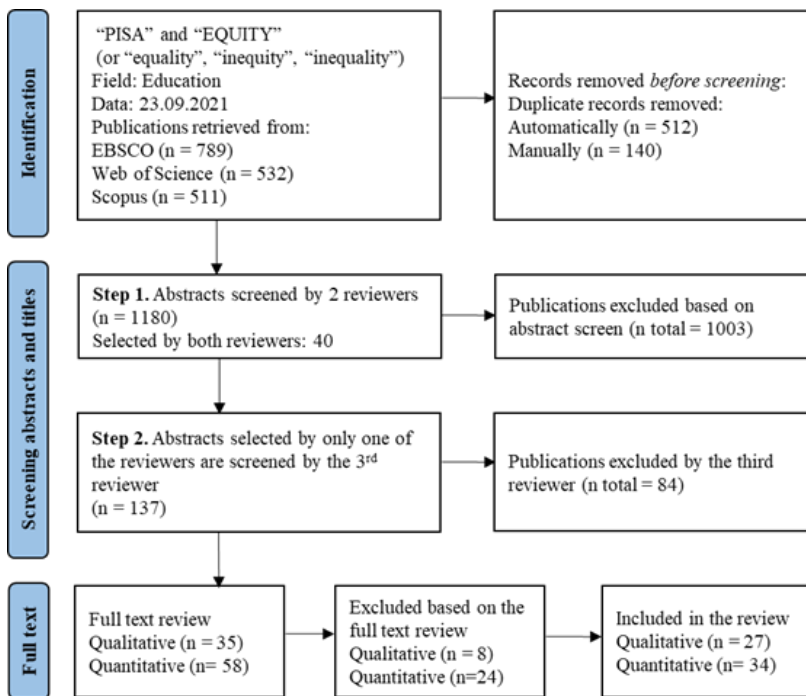 Identification
“PISA” and “EQUITY”
(or “equality”, “inequity”, “inequality”)
Field: Education
Data: 23.09.2021
Publications retrieved from:
EBSCO (n = 789)
Web of Science (n = 532)
Scopus (n = 511)
Records removed before screening:
Duplicate records removed:
Automatically (n = 512)
Manually (n = 140)
Screening abstracts and titles
Step 1. Abstracts screened by 2 reviewers
(n = 1180)
Selected by both reviewers: 40
Publications excluded based on
abstract screen (n total = 1003)
Step 2. Abstracts selected by only one of
the reviewers are screened by the 3rd
reviewer
(n = 137)
Publications excluded by the third
reviewer (n total = 84)
Full text
Full text review
Qualitative (n = 35)
Quantitative (n= 58)
Excluded based on the
full text review
Qualitative (n = 8)
Quantitative (n=24)
Included in the review
Qualitative (n = 27)
Quantitative (n = 34)